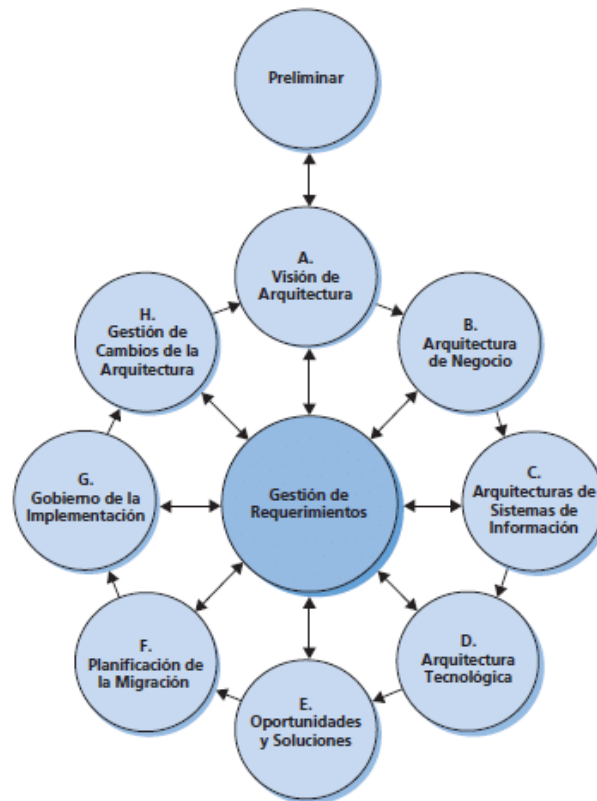 Preliminar
A.
Visión de
Arquitectura
H.
Gestión de
Cambios de la
Arquitectura
B.
Arquitectura
de Negocio
G.
Gobierno de la
Implementación
Gestión de
Requerimientos
C.
Arquitecturas de
Sistemas de
Información
F.
Planificación de
la Migración
D.
Arquitectura
Tecnológica
E.
Oportunidades
y Soluciones